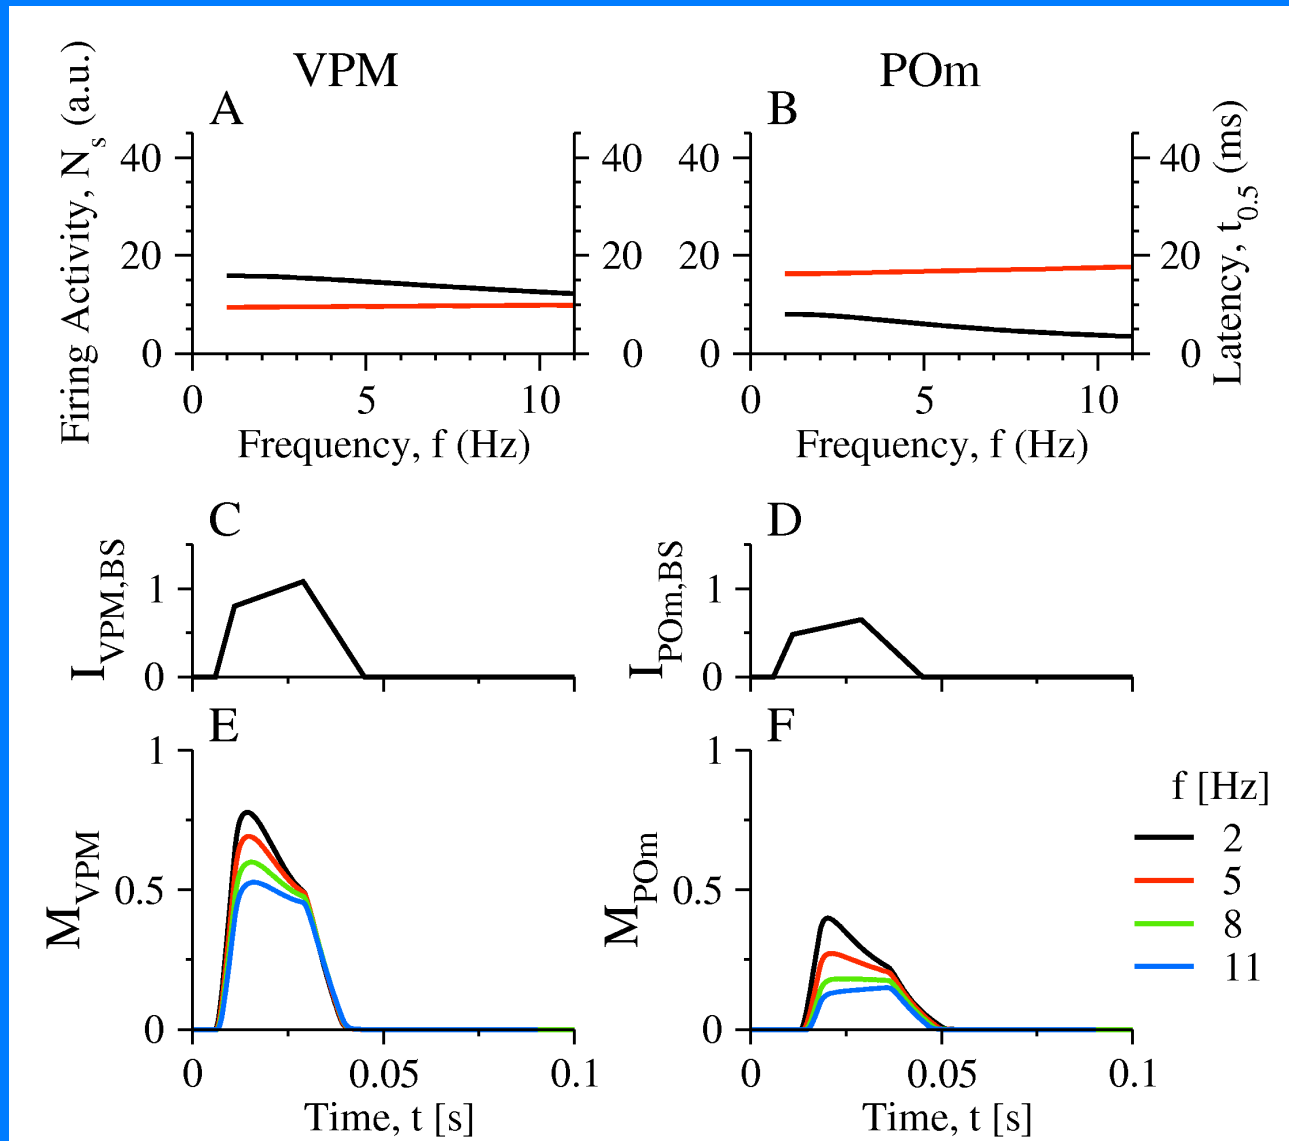 VPM
POm
A
B
Firing Activity, N_s (a.u.)
40
20
0
40
20
0
40
20
0
40
20
0
Latency, t_0.5 (ms)
0
5
10
0
5
10
Frequency, f (Hz)
Frequency, f (Hz)
C
D
I_VPM,BS
1
0
I_POm,BS
1
0
E
F
M_VPM
1
0.5
0
M_POm
1
0.5
0
f [Hz]
2
5
8
11
0
0.05
0.1
0
0.05
0.1
Time, t [s]
Time, t [s]